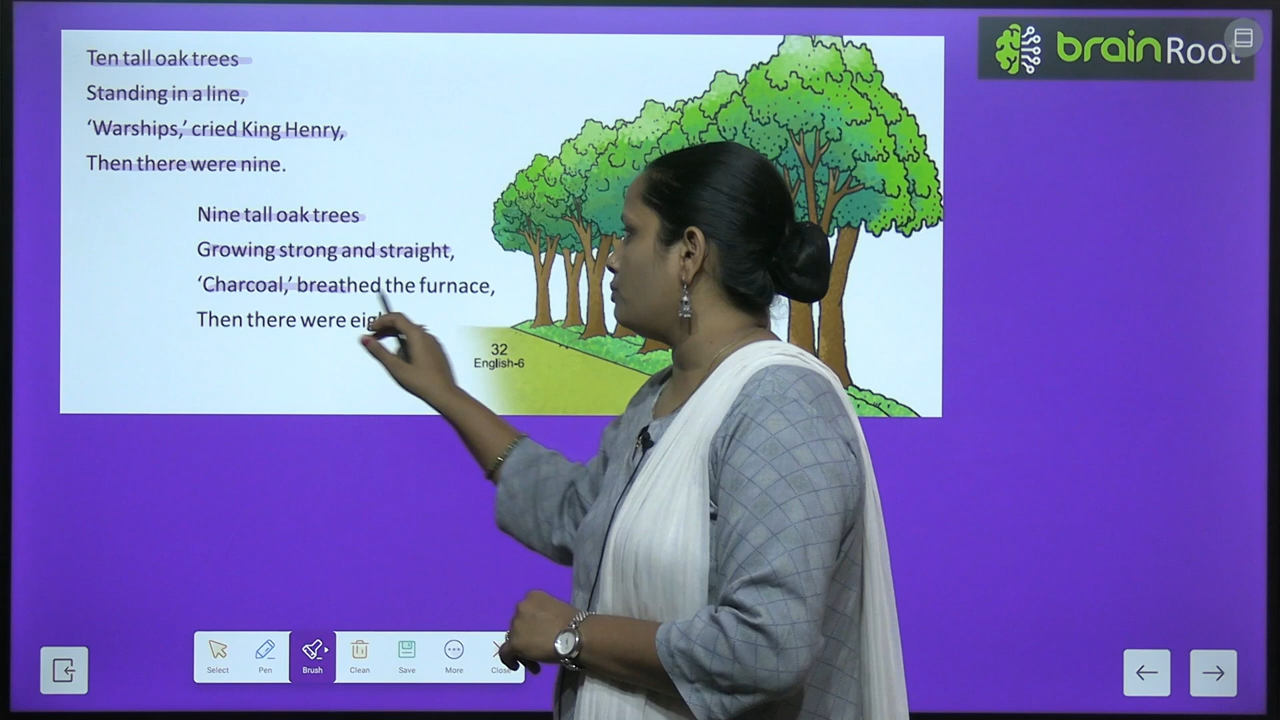 Ten tall oak trees
Standing in a line,
‘Warships,’ cried King Henry,
Then there were nine.
Nine tall oak trees
Growing strong and straight,
‘Charcoal,’ breathed the furnace,
Then there were
32
English-6
brainRoot
Select
Pen
Brush
Clean
Save
More
Close